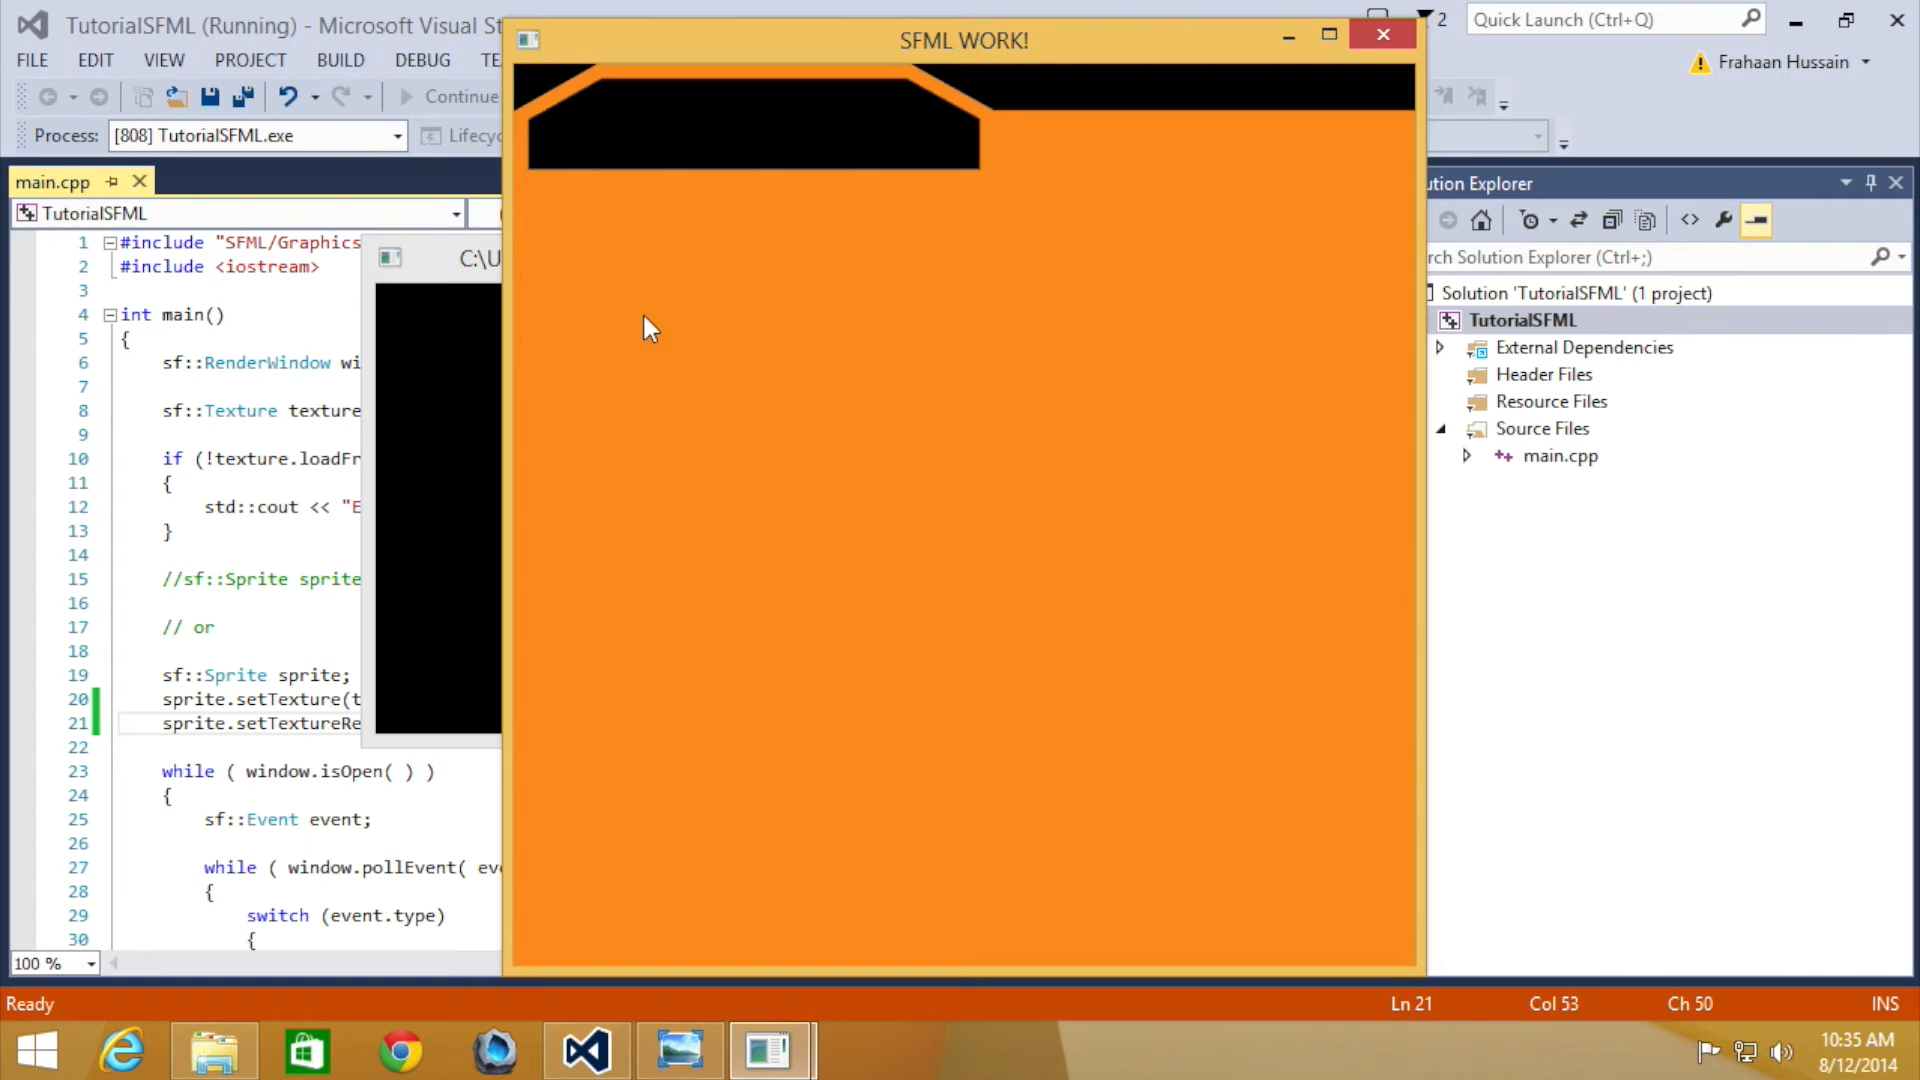 TutorialSFML (Running) - Microsoft Visual St
SFML WORK!
2
Quick Launch (Ctrl+Q)
FILE EDIT VIEW PROJECT BUILD DEBUG TE
Frahaan Hussain
Continue
Process: [808] TutorialSFML.exe
Lifecyc
main.cpp
TutorialSFML
C:\U
1 #include "SFML/Graphics
2 #include <iostream>
3
4 int main()
5 {
6 sf::RenderWindow wi
7
8 sf::Texture texture
9
10 if (!texture.loadFr
11 {
12 std::cout << "E
13 }
14
15 //sf::Sprite sprite
16
17 // or
18
19 sf::Sprite sprite;
20 sprite.setTexture(t
21 sprite.setTextureRe
22
23 while ( window.isOpen( ) )
24 {
25 sf::Event event;
26
27 while ( window.pollEvent( eve
28 {
29 switch (event.type)
30 {
100 %
ution Explorer
rch Solution Explorer (Ctrl+;)
Solution 'TutorialSFML' (1 project)
TutorialSFML
External Dependencies
Header Files
Resource Files
Source Files
main.cpp
Ready
Ln 21 Col 53 Ch 50 INS
10:35 AM
8/12/2014